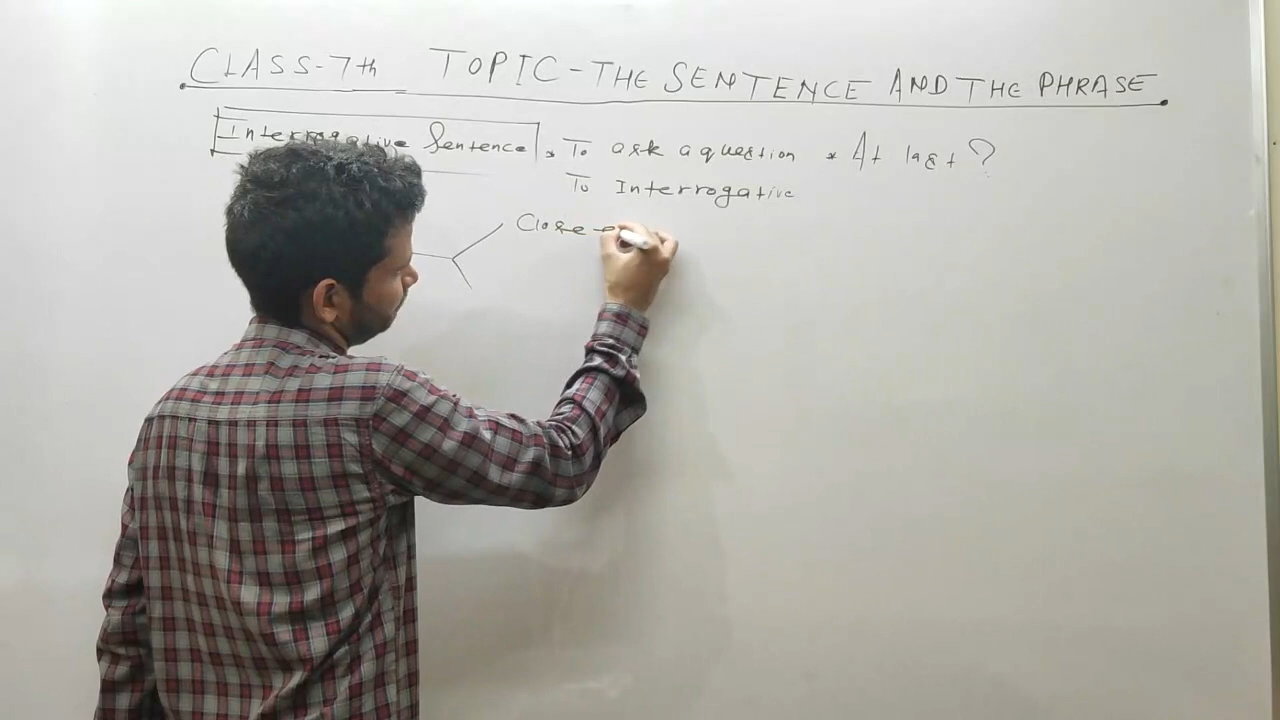 CLASS-7th TOPIC-THE SENTENCE AND THE PHRASE
Interrogative Sentence * To ask a question * At last ?
To Interrogative
Close